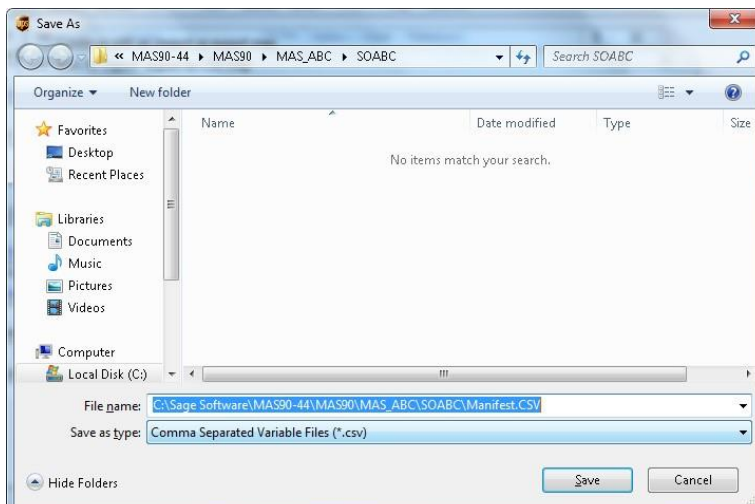 Save As
« MAS90-44 ▸ MAS90 ▸ MAS_ABC ▸ SOABC
Search SOABC
Organize
New folder
Name
Date modified
Type
Size
No items match your search.
Favorites
Desktop
Recent Places
Libraries
Documents
Music
Pictures
Videos
Computer
Local Disk (C:)
File name: C:\Sage Software\MAS90-44\MAS90\MAS_ABC\SOABC\Manifest.CSV
Save as type: Comma Separated Variable Files (*.csv)
Hide Folders
Save
Cancel